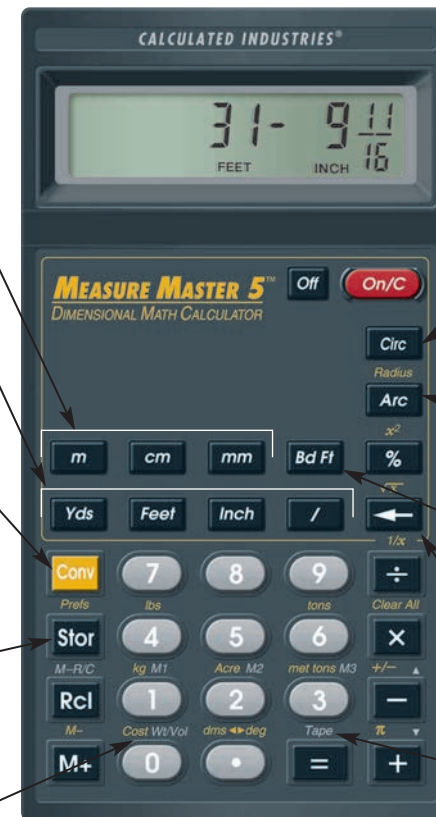 CALCULATED INDUSTRIES®
31- 9 11/16
FEET INCH
MEASURE MASTER 5™ Off On/C
DIMENSIONAL MATH CALCULATOR
Circ
Radius
Arc
x²
m cm mm Bd Ft %
√x
Yds Feet Inch / ←
1/x
Conv 7 8 9 ÷
Prefs lbs tons Clear All
Stor 4 5 6 ×
M–R/C kg M1 Acre M2 met tons M3 +/– ▲
Rcl 1 2 3 –
M– Cost Wt/Vol dms◄►deg Tape π ▼
M+ 0 • = +